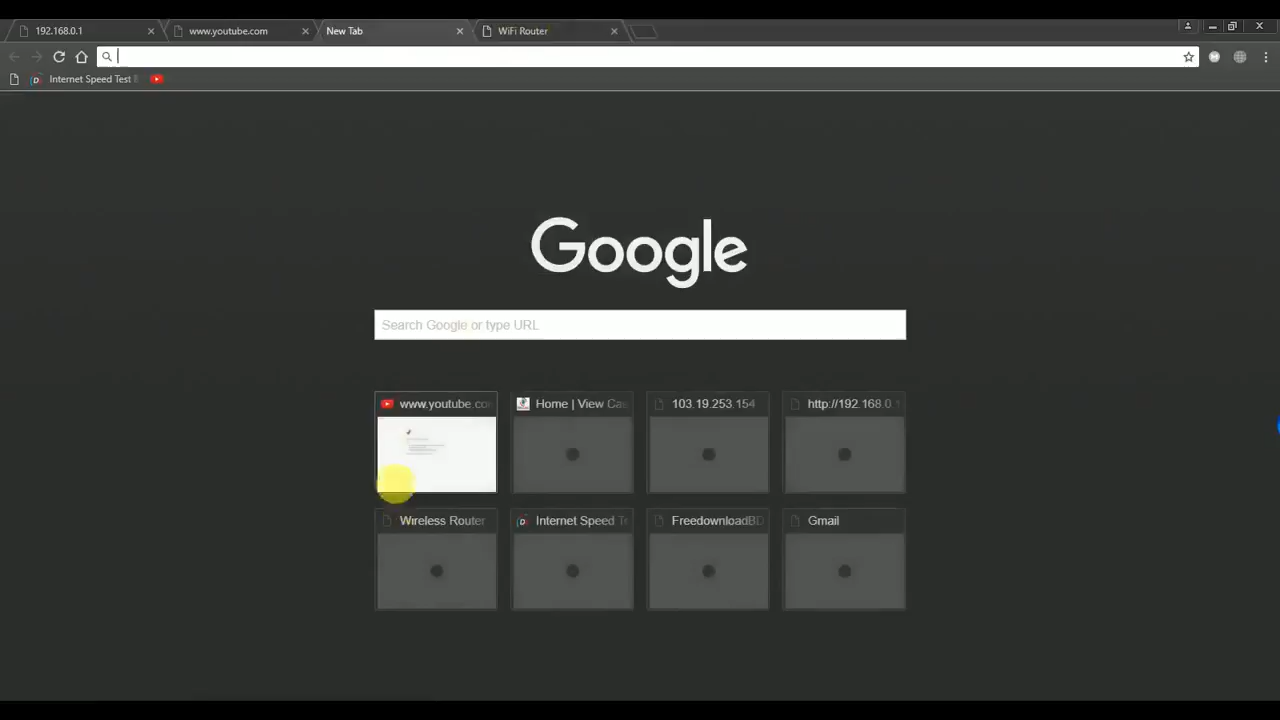 192.168.0.1
www.youtube.com
New Tab
WiFi Router
Internet Speed Test
Google
Search Google or type URL
www.youtube.co
Home | View Ca
103.19.253.154
http://192.168.0.1
Wireless Router
Internet Speed Te
FreedownloadBD
Gmail